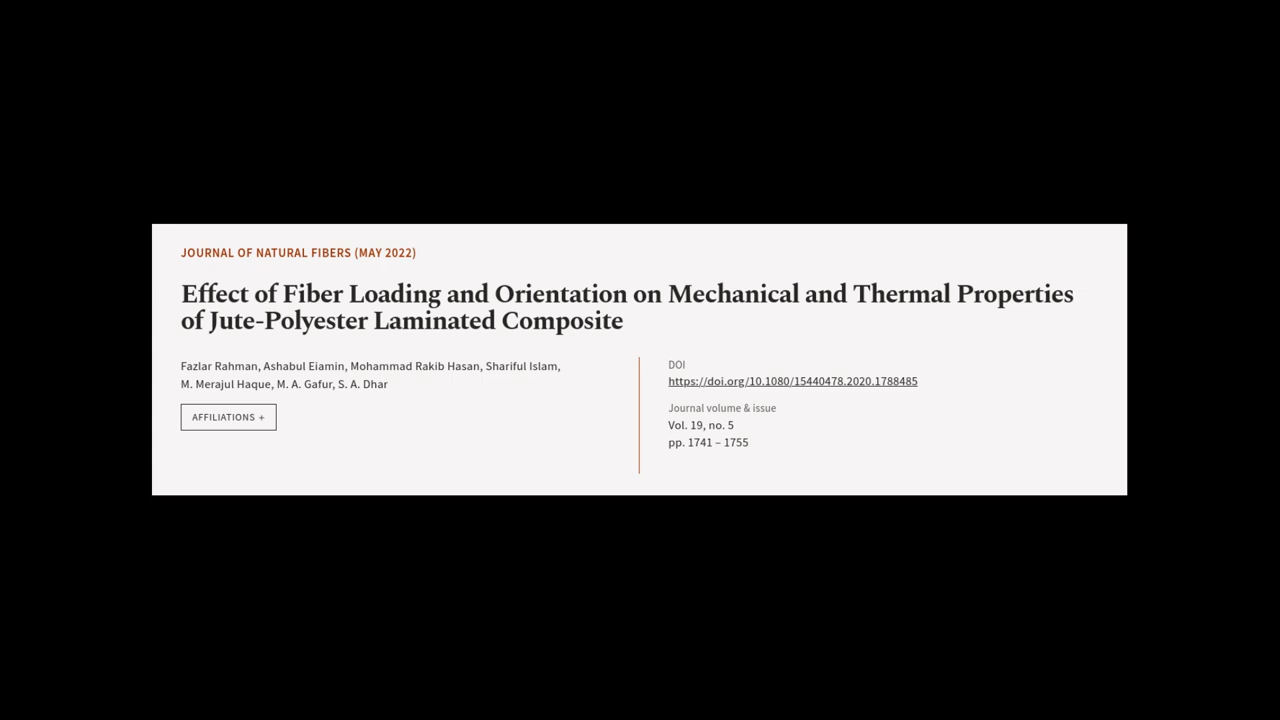 JOURNAL OF NATURAL FIBERS (MAY 2022)
Effect of Fiber Loading and Orientation on Mechanical and Thermal Properties
of Jute-Polyester Laminated Composite
Fazlar Rahman, Ashabul Eiamin, Mohammad Rakib Hasan, Shariful Islam,
M. Merajul Haque, M. A. Gafur, S. A. Dhar
AFFILIATIONS +
DOI
https://doi.org/10.1080/15440478.2020.1788485
Journal volume & issue
Vol. 19, no. 5
pp. 1741 – 1755